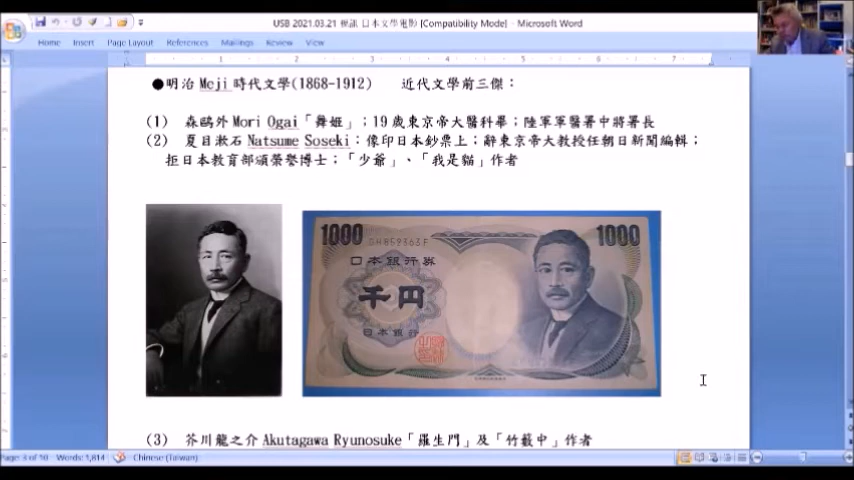 USB 2021.03.21 視訊 日本文學電影 [Compatibility Mode] - Microsoft Word
Home Insert Page Layout References Mailings Review View
●明治 Meji 時代文學(1868-1912) 近代文學前三傑：
(1) 森鷗外 Mori Ogai「舞姬」；19 歲東京帝大醫科畢；陸軍軍醫署中將署長
(2) 夏目漱石 Natsume Soseki：像印日本鈔票上；辭東京帝大教授任朝日新聞編輯；
拒日本教育部頒榮譽博士；「少爺」、「我是貓」作者
1000 1000
GH859363F
日本銀行券
千円
日本銀行
(3) 芥川龍之介 Akutagawa Ryunosuke「羅生門」及「竹藪中」作者
Page: 3 of 10 Words: 1,814 Chinese (Taiwan)